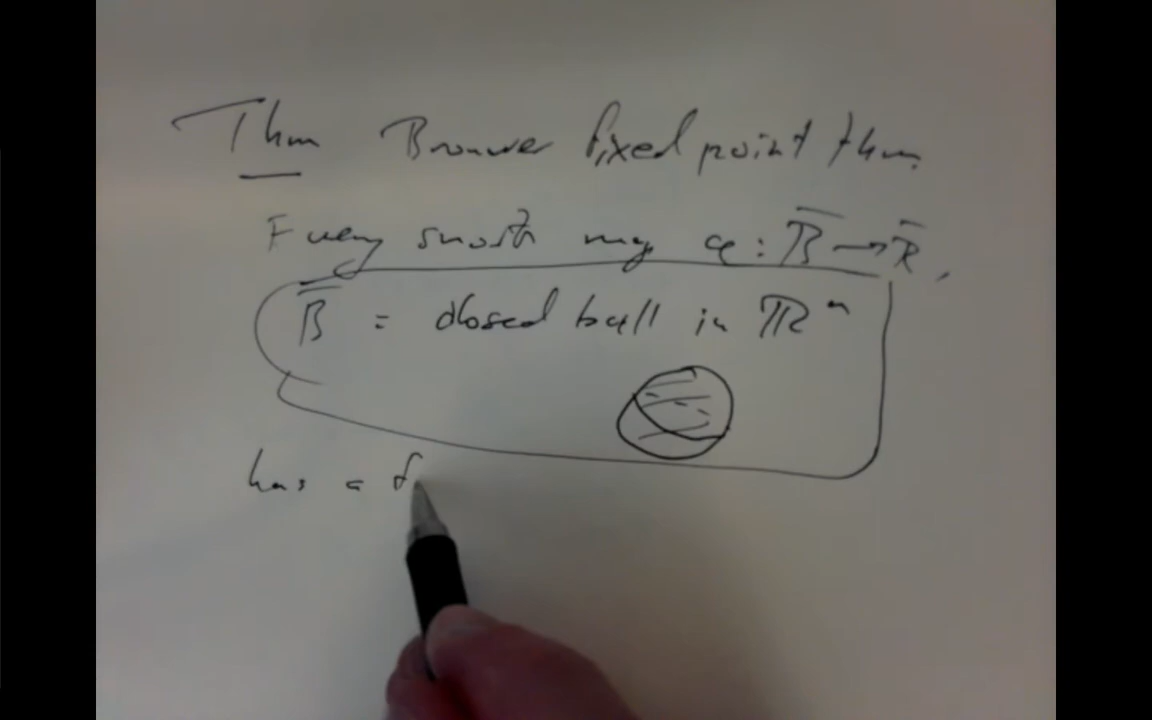 Thm Brouwer fixed point thm.
Every smooth map φ: B̅ → B̅,
B̅ = closed ball in ℝⁿ
has a f